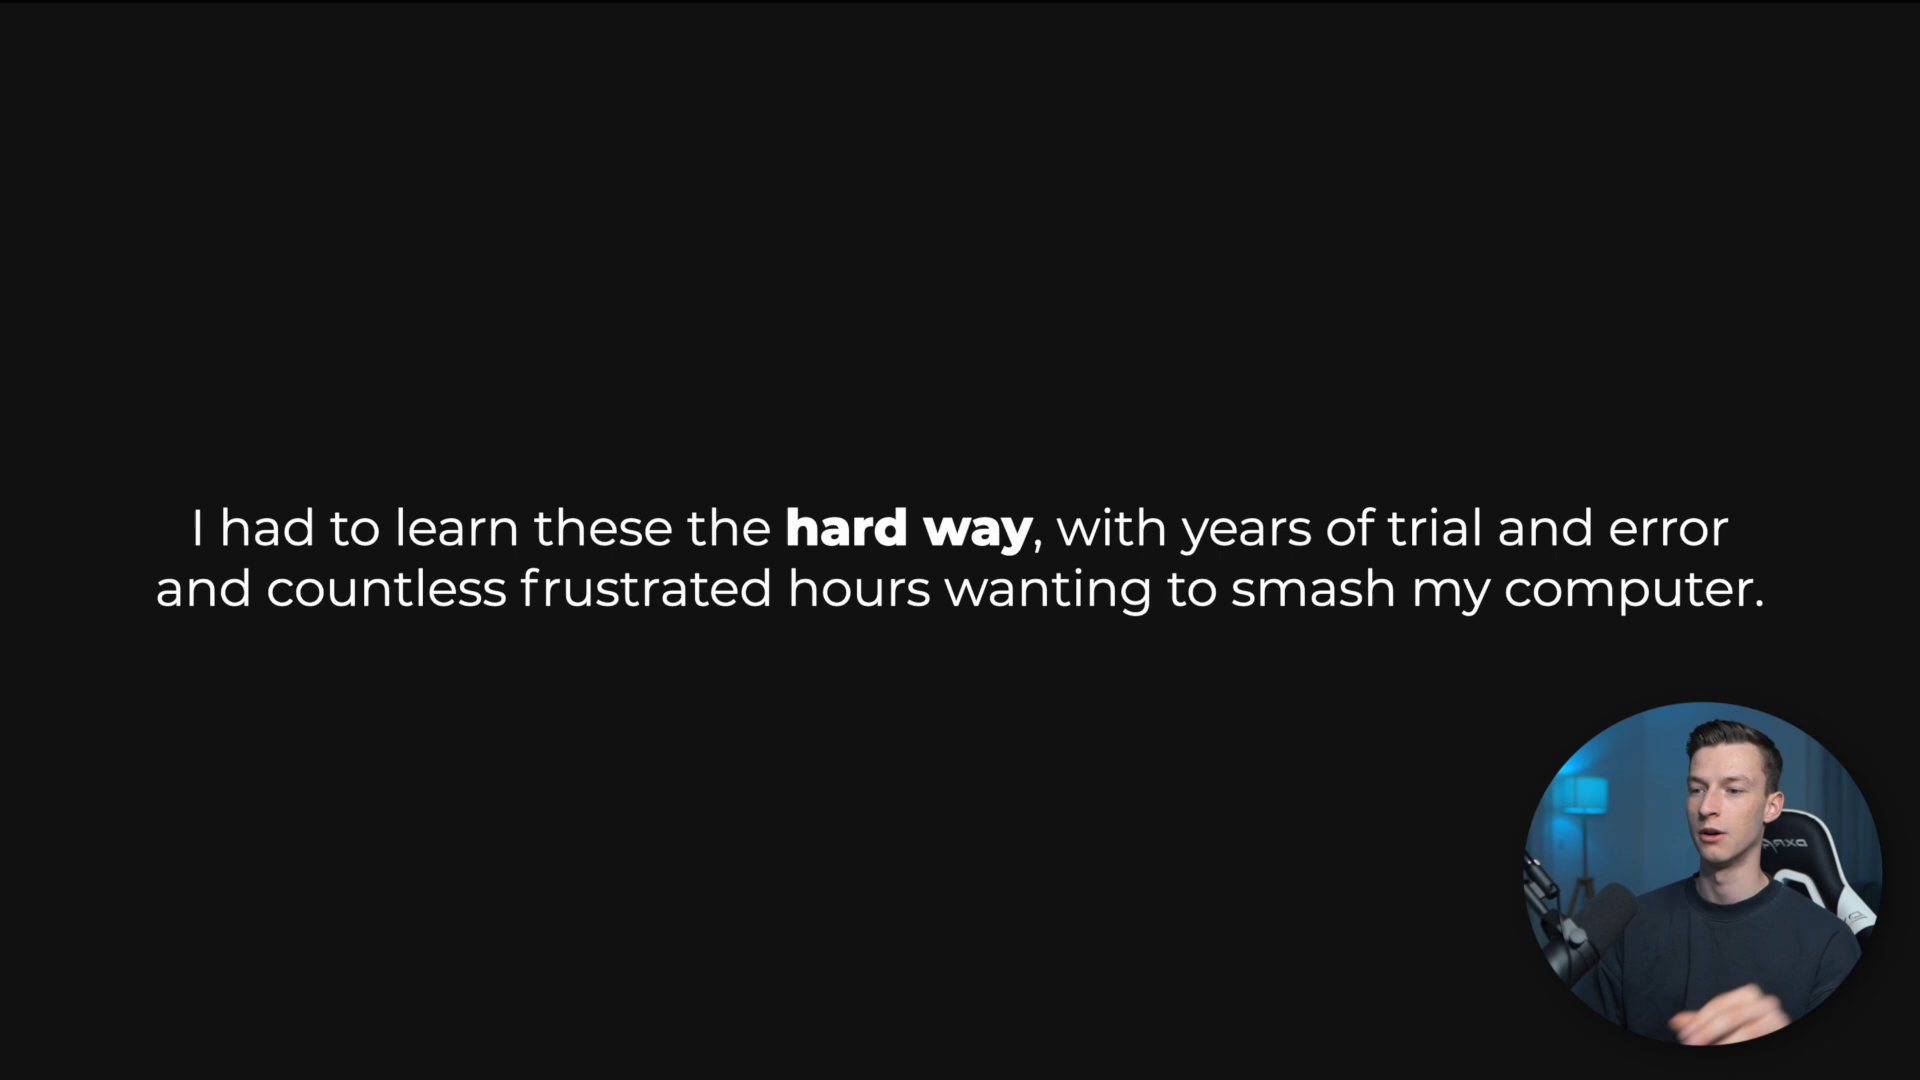 I had to learn these the hard way, with years of trial and error
and countless frustrated hours wanting to smash my computer.